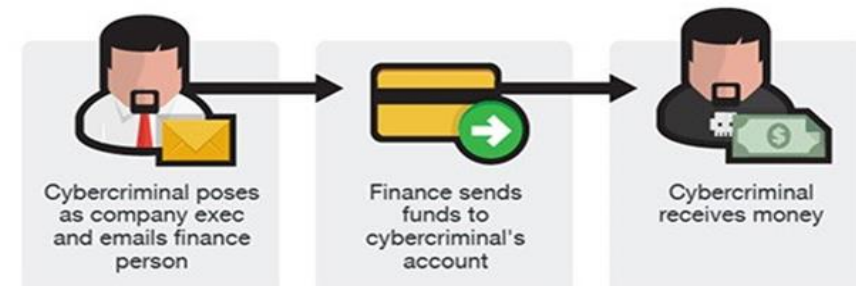 Cybercriminal poses
as company exec
and emails finance
person
Finance sends
funds to
cybercriminal's
account
$
Cybercriminal
receives money